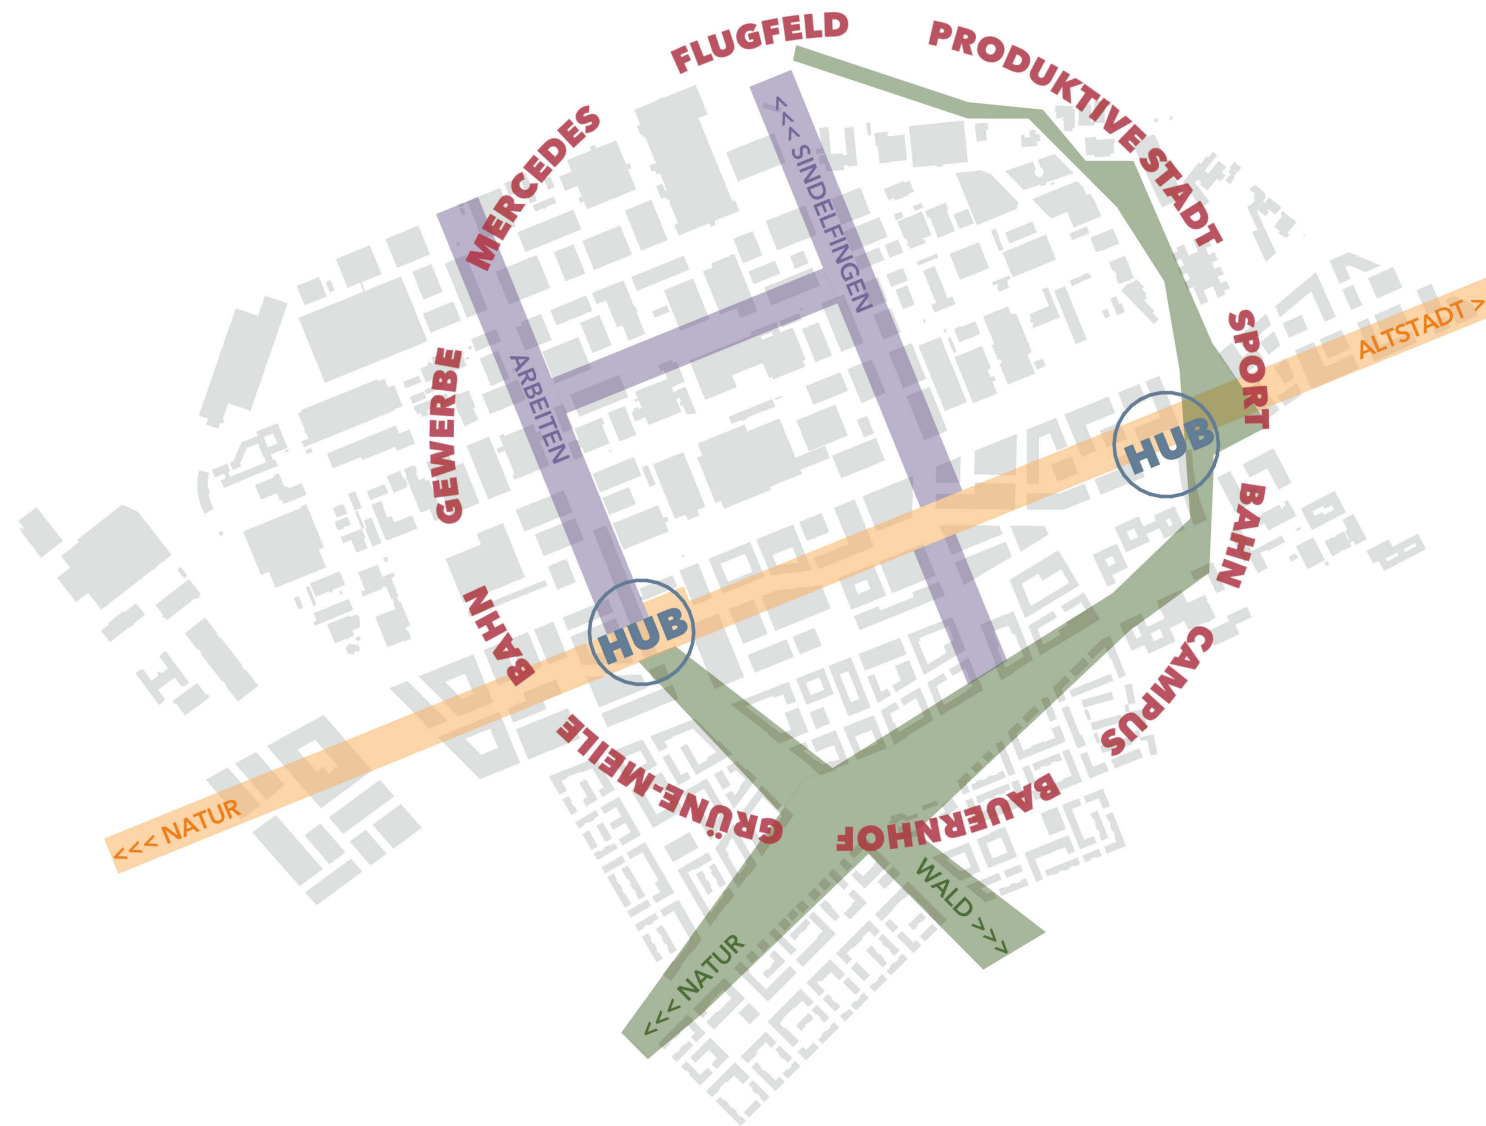 FLUGFELD
PRODUKTIVE STADT
MERCEDES
<<< SINDELFINGEN
ARBEITEN
GEWERBE
SPORT
ALTSTADT >
HUB
BAHN
BAHN
HUB
CAMPUS
GRÜNE-MEILE
BAUERNHOF
<<< NATUR
WALD >>>
<<< NATUR